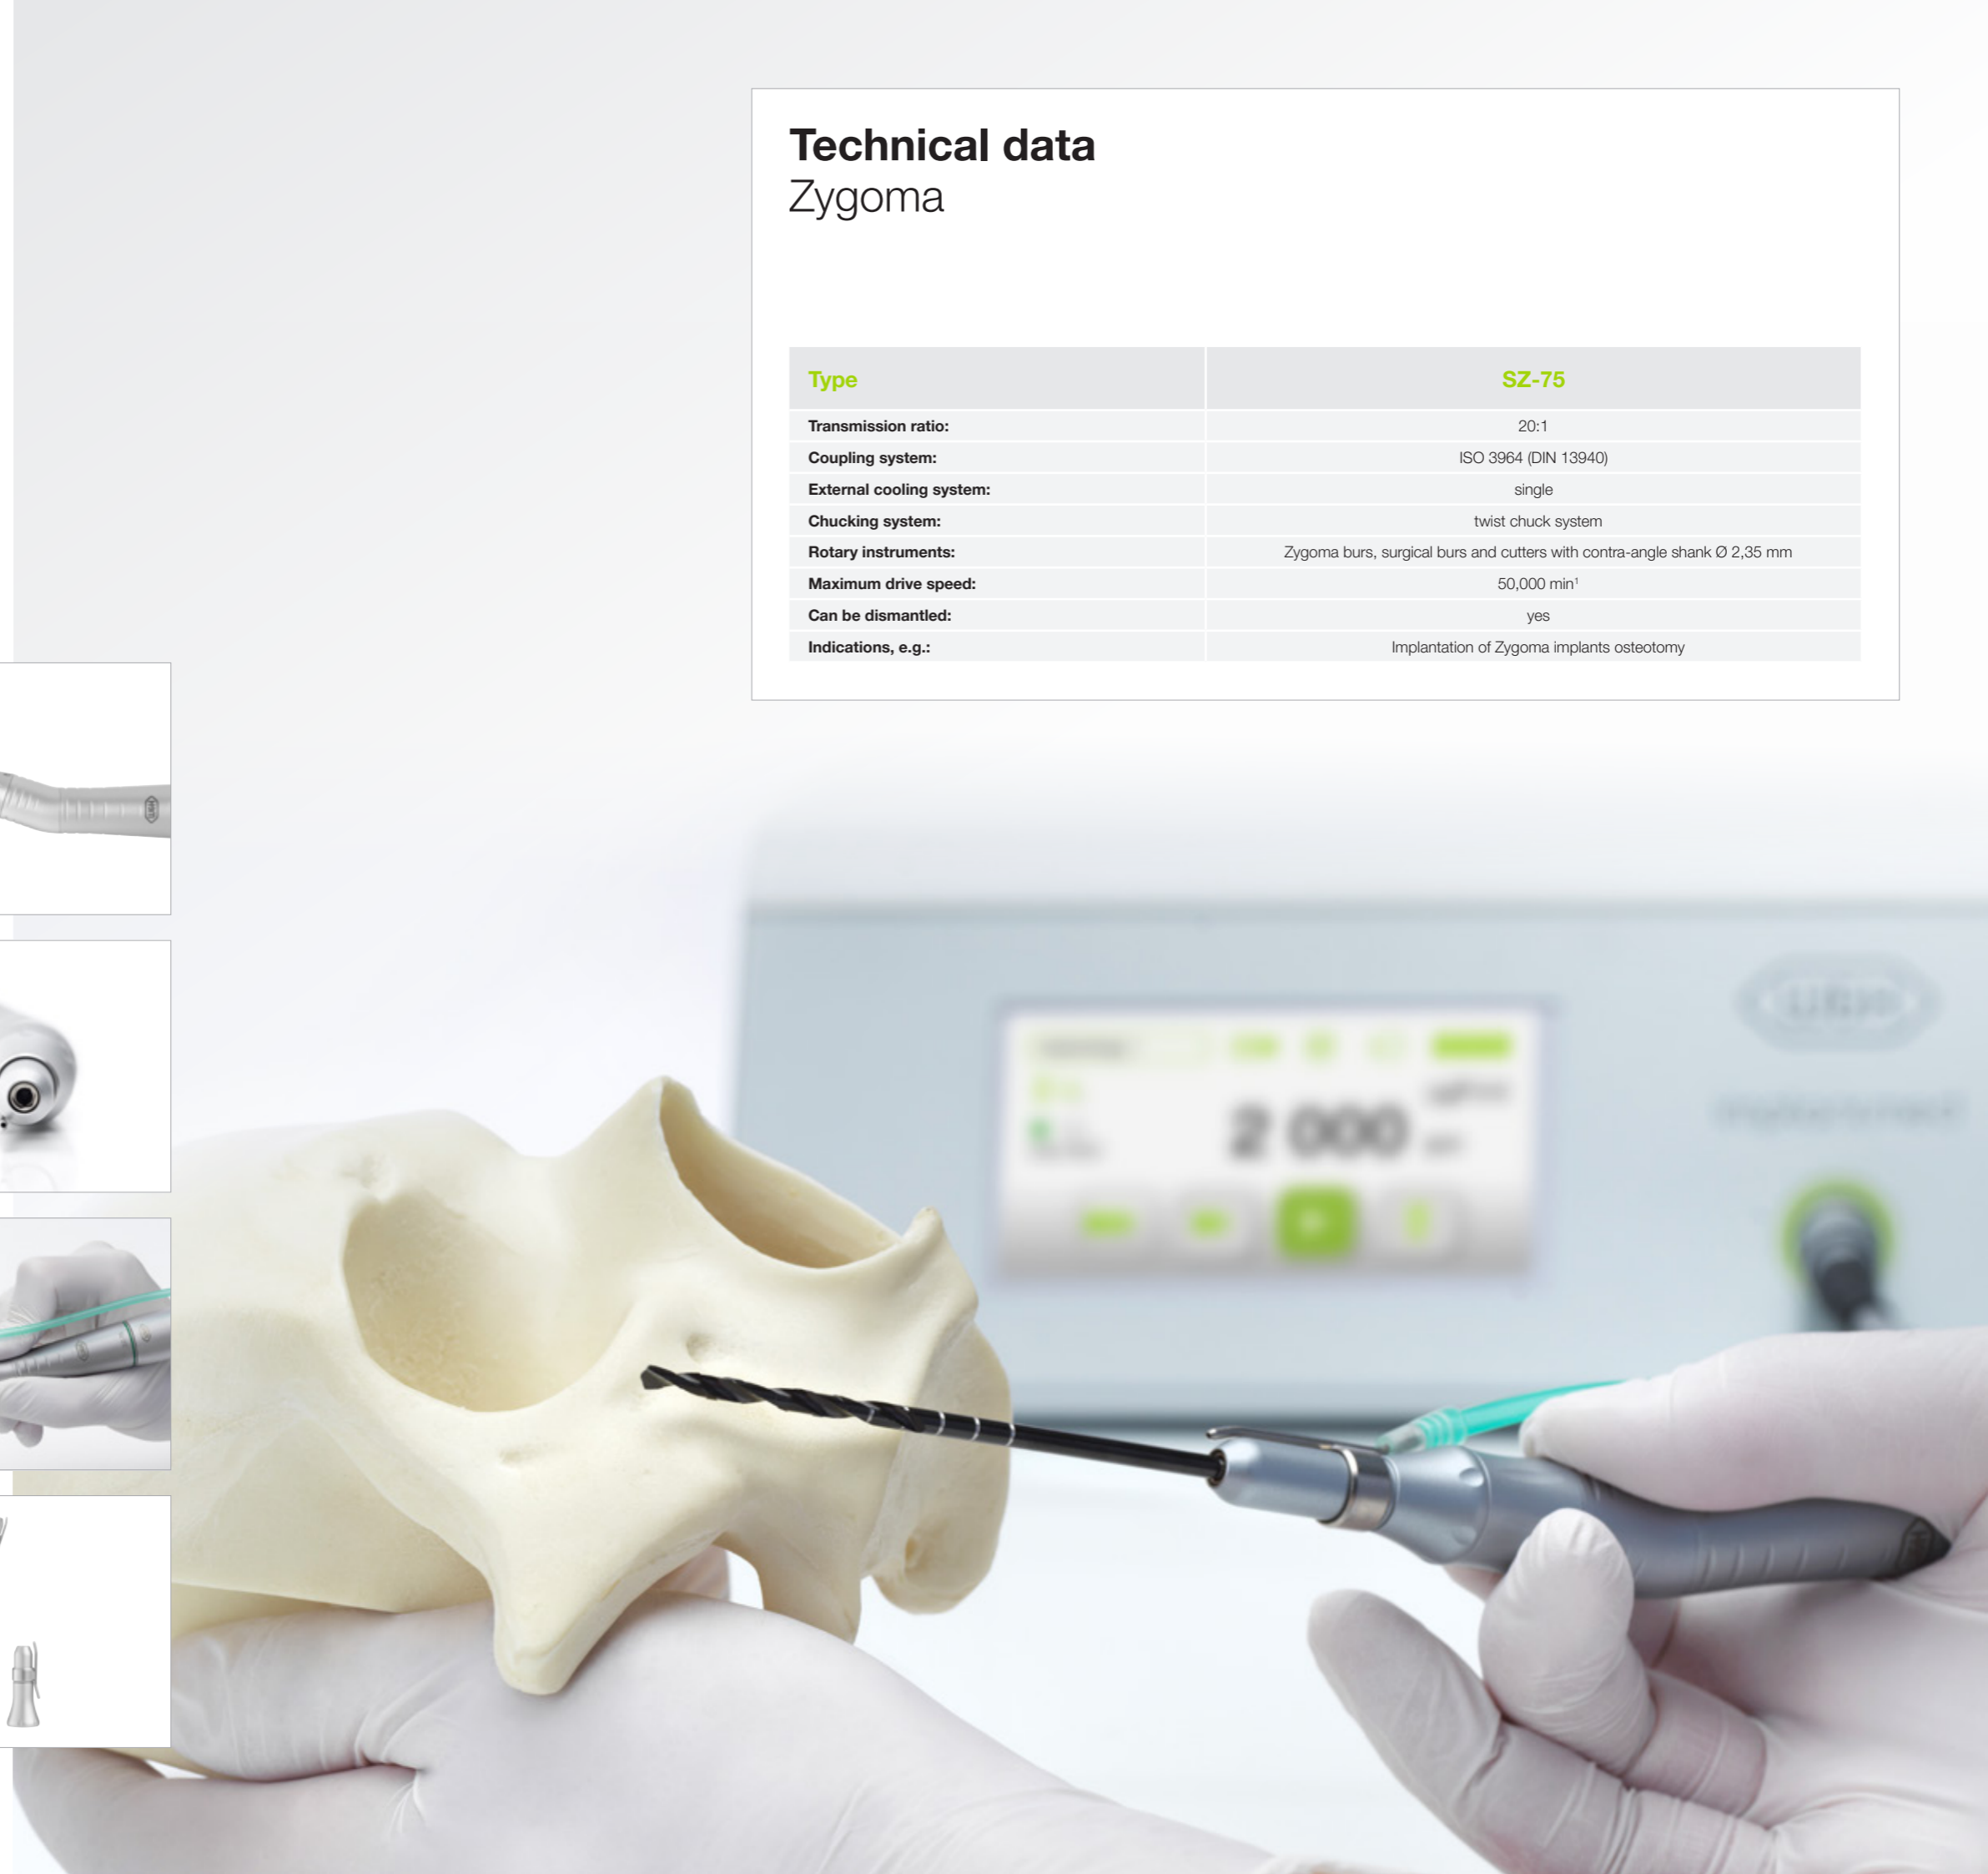 Technical data
Zygoma
Type SZ-75
Transmission ratio: 20:1
Coupling system: ISO 3964 (DIN 13940)
External cooling system: single
Chucking system: twist chuck system
Rotary instruments: Zygoma burs, surgical burs and cutters with contra-angle shank Ø 2,35 mm
Maximum drive speed: 50,000 min¹
Can be dismantled: yes
Indications, e.g.: Implantation of Zygoma implants osteotomy
2 000